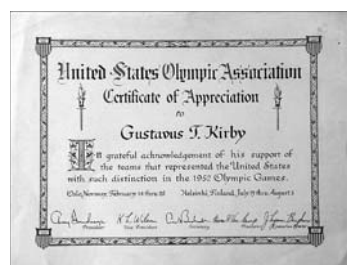 United States Olympic Association
Certificate of Appreciation
to
Gustavus T. Kirby
In grateful acknowledgement of his support of
the teams that represented the United States
with such distinction in the 1952 Olympic Games.
Oslo, Norway, February 14 thru 25 Helsinki, Finland, July 19 thru August 3
President Vice President Secretary